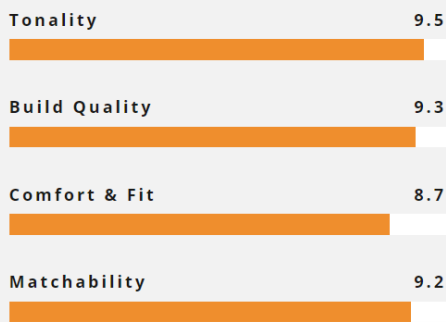 Tonality 9.5
Build Quality 9.3
Comfort & Fit 8.7
Matchability 9.2